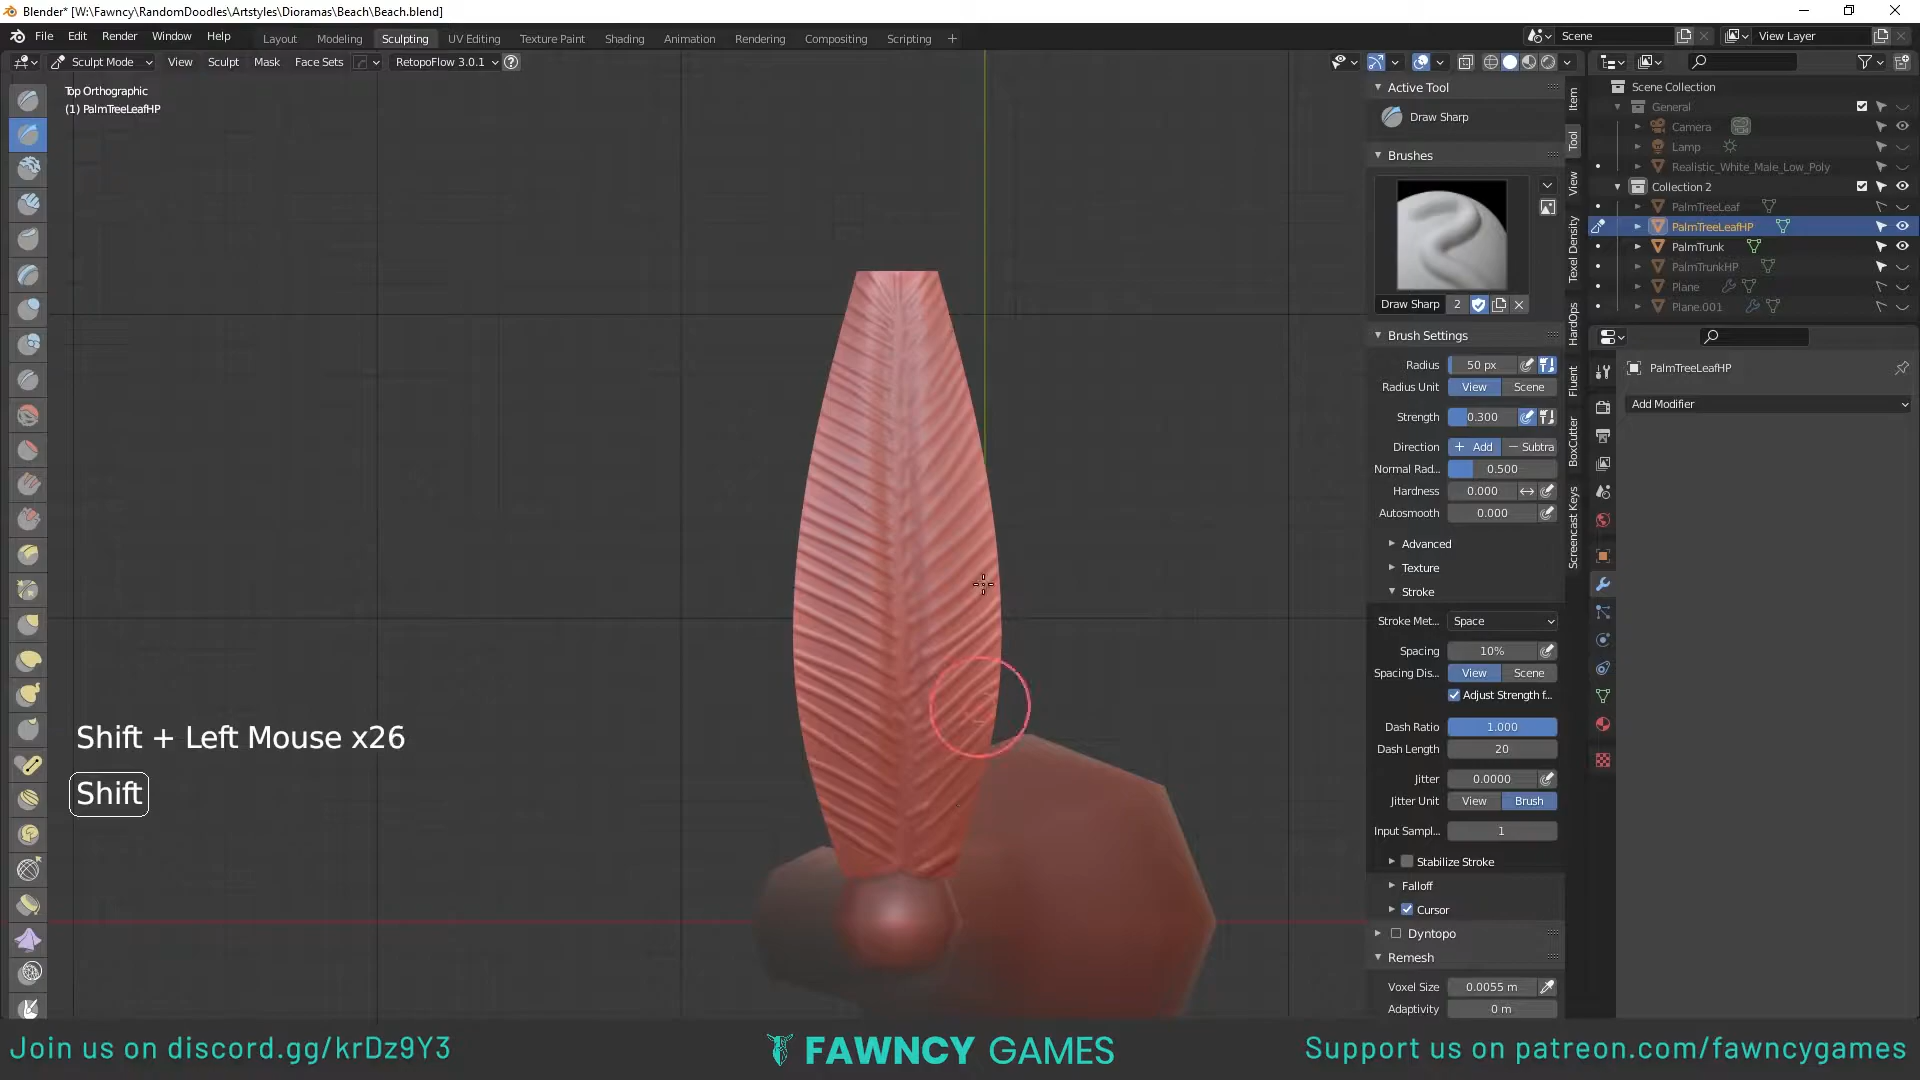 Blender* [W:\Fawncy\RandomDoodles\Artstyles\Dioramas\Beach\Beach.blend]
File Edit Render Window Help
Layout Modeling Sculpting UV Editing Texture Paint Shading Animation Rendering Compositing Scripting +
Scene
View Layer
Sculpt Mode View Sculpt Mask Face Sets RetopoFlow 3.0.1
Top Orthographic
(1) PalmTreeLeafHP
Active Tool
Draw Sharp
Brushes
Draw Sharp 2
Brush Settings
Radius 50 px
Radius Unit View Scene
Strength 0.300
Direction + Add − Subtra
Normal Rad... 0.500
Hardness 0.000
Autosmooth 0.000
Advanced
Texture
Stroke
Stroke Met... Space
Spacing 10%
Spacing Dis... View Scene
Adjust Strength f...
Dash Ratio 1.000
Dash Length 20
Jitter 0.0000
Jitter Unit View Brush
Input Sampl... 1
Stabilize Stroke
Falloff
Cursor
Dyntopo
Remesh
Voxel Size 0.0055 m
Adaptivity 0 m
Item
Tool
View
Texel Density
HardOps
Fluent
BoxCutter
Screencast Keys
Scene Collection
General
Camera
Lamp
Realistic_White_Male_Low_Poly
Collection 2
PalmTreeLeaf
PalmTreeLeafHP
PalmTrunk
PalmTrunkHP
Plane
Plane.001
PalmTreeLeafHP
Add Modifier
Shift + Left Mouse x26
Shift
Join us on discord.gg/krDz9Y3
FAWNCY GAMES
Support us on patreon.com/fawncygames